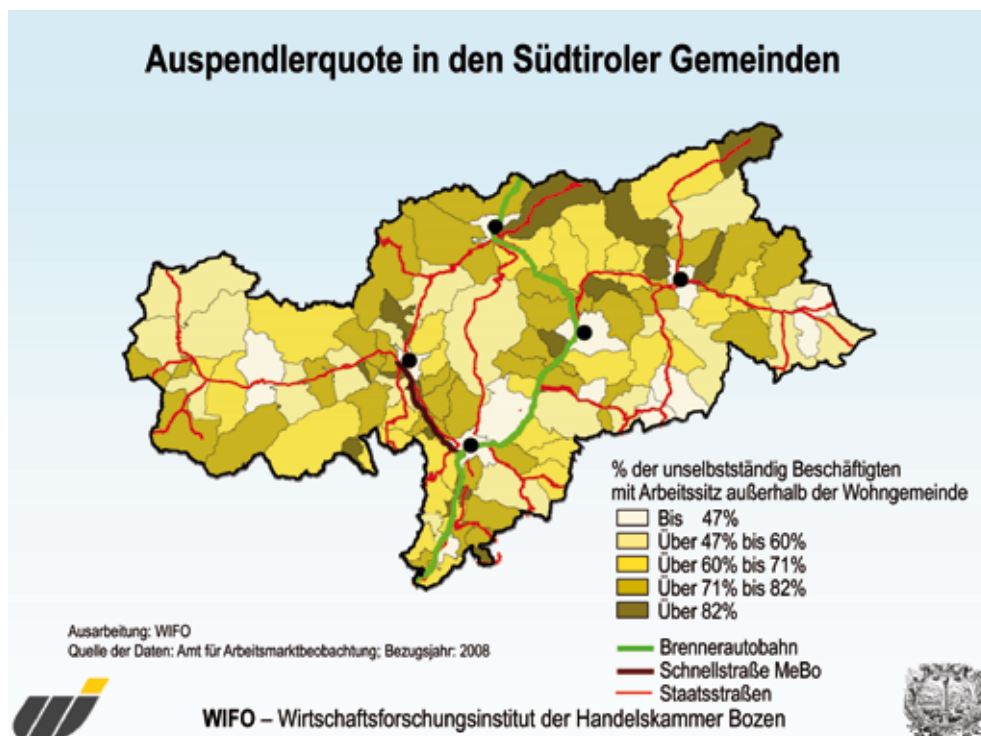 Auspendlerquote in den Südtiroler Gemeinden
% der unselbstständig Beschäftigten
mit Arbeitssitz außerhalb der Wohngemeinde
Bis 47%
Über 47% bis 60%
Über 60% bis 71%
Über 71% bis 82%
Über 82%
Brennerautobahn
Schnellstraße MeBo
Staatsstraßen
Ausarbeitung: WIFO
Quelle der Daten: Amt für Arbeitsmarktbeobachtung; Bezugsjahr: 2008
WIFO – Wirtschaftsforschungsinstitut der Handelskammer Bozen